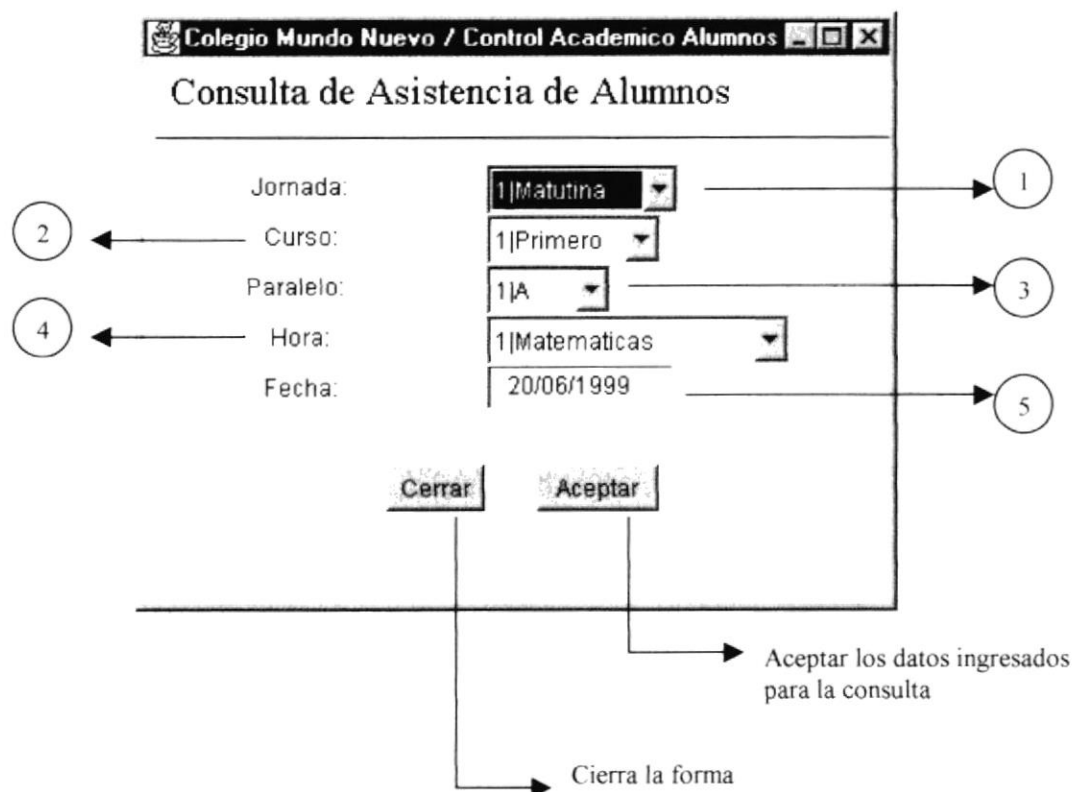 Colegio Mundo Nuevo / Control Academico Alumnos
Consulta de Asistencia de Alumnos
Jornada: 1|Matutina 1
2 Curso: 1|Primero
Paralelo: 1|A 3
4 Hora: 1|Matematicas
Fecha: 20/06/1999 5
Cerrar Aceptar
Aceptar los datos ingresados
para la consulta
Cierra la forma